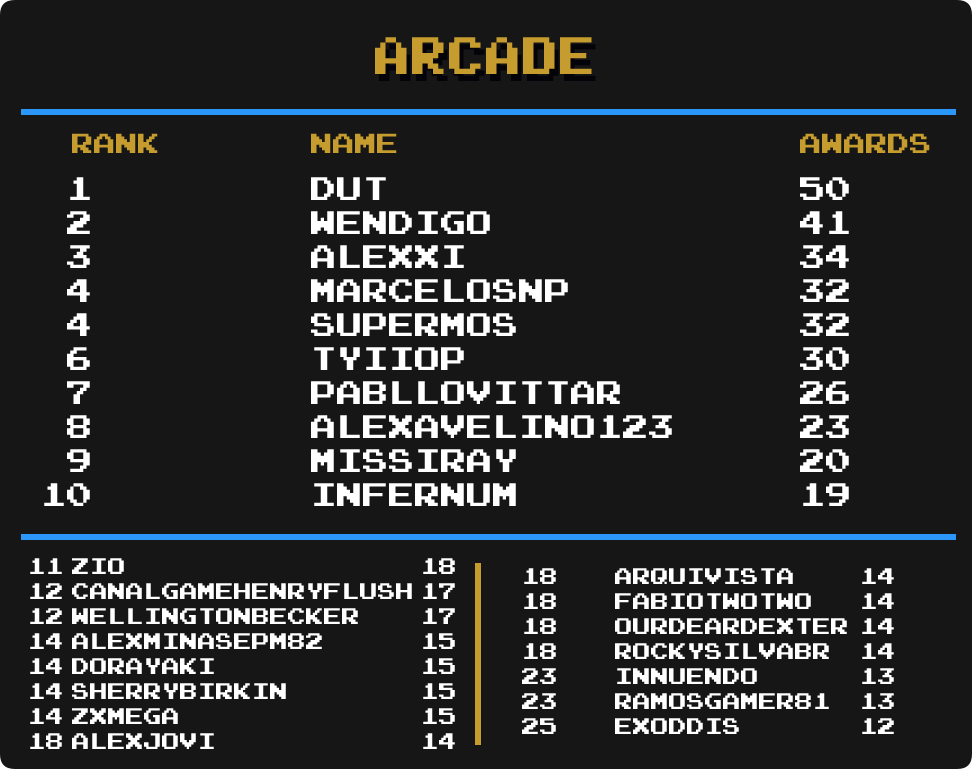 ARCADE
RANK NAME AWARDS
1 DUT 50
2 WENDIGO 41
3 ALEXXI 34
4 MARCELOSNP 32
4 SUPERMOS 32
6 TYIIOP 30
7 PABLLOVITTAR 26
8 ALEXAVELINO123 23
9 MISSIRAY 20
10 INFERNUM 19
11 ZIO 18
12 CANALGAMEHENRYFLUSH 17
12 WELLINGTONBECKER 17
14 ALEXMINASEPM82 15
14 DORAYAKI 15
14 SHERRYBIRKIN 15
14 ZXMEGA 15
18 ALEXJOVI 14
18 ARQUIVISTA 14
18 FABIOTWOTWO 14
18 OURDEARDEXTER 14
18 ROCKYSILVABR 14
23 INNUENDO 13
23 RAMOSGAMER81 13
25 EXODDIS 12